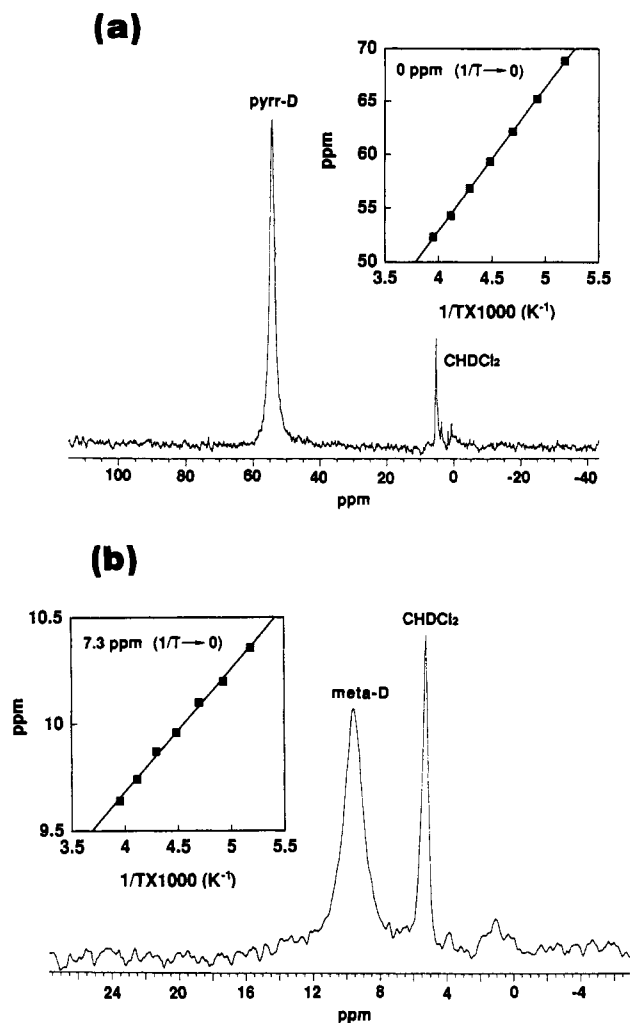 (a)
pyrr-D
0 ppm (1/T→0)
70
65
60
55
50
ppm
3.5 4 4.5 5 5.5
1/TX1000 (K⁻¹)
CHDCl₂
100 80 60 40 20 0 -20 -40
ppm
(b)
7.3 ppm (1/T→0)
10.5
10
9.5
ppm
3.5 4 4.5 5 5.5
1/TX1000 (K⁻¹)
CHDCl₂
meta-D
24 20 16 12 8 4 0 -4
ppm